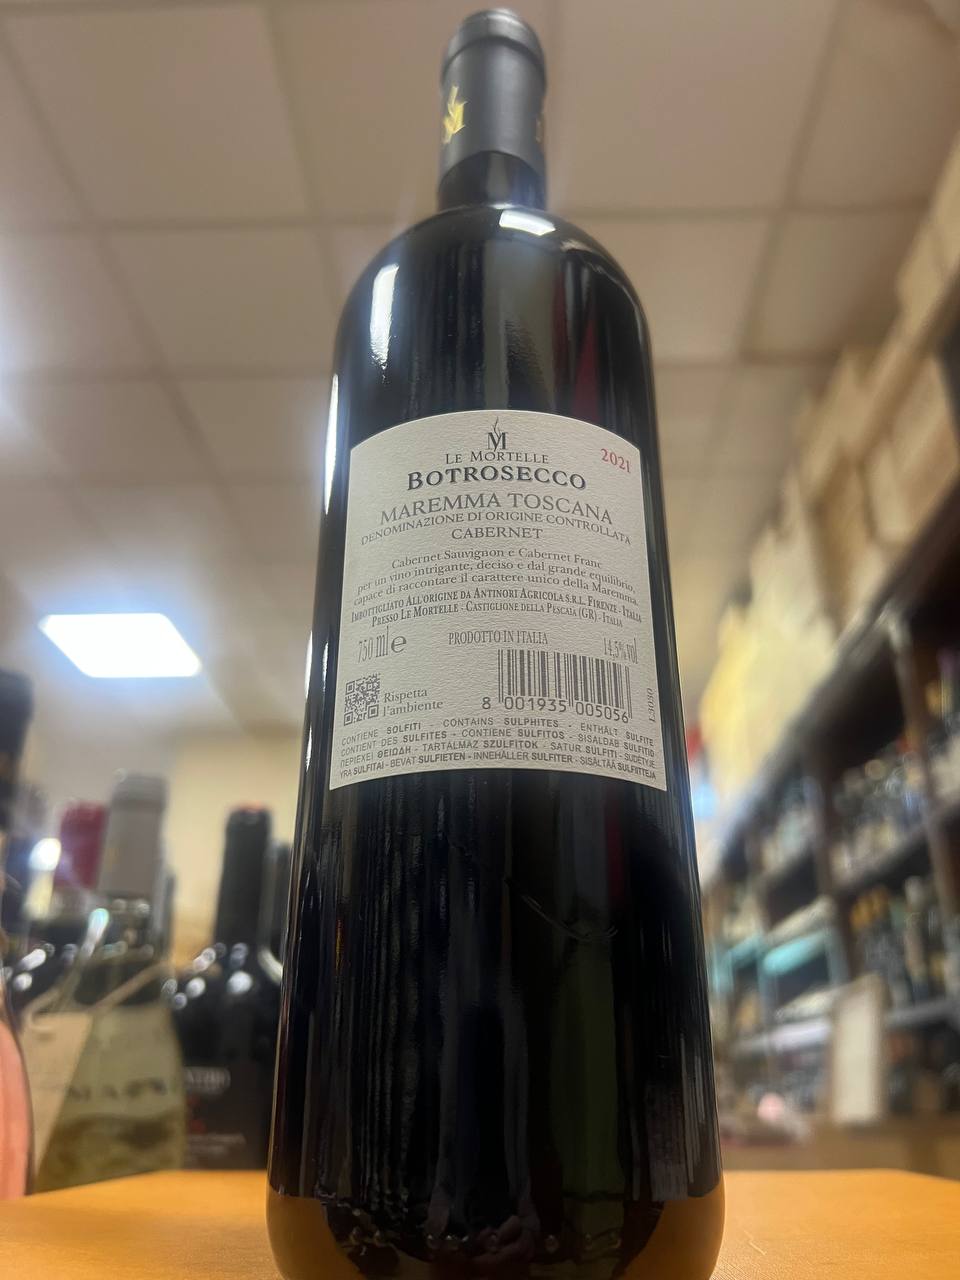 M
LE MORTELLE
2021
BOTROSECCO
MAREMMA TOSCANA
DENOMINAZIONE DI ORIGINE CONTROLLATA
CABERNET
Cabernet Sauvignon e Cabernet Franc
per un vino intrigante, deciso e dal grande equilibrio,
capace di raccontare il carattere unico della Maremma.
IMBOTTIGLIATO ALL'ORIGINE DA ANTINORI AGRICOLA S.R.L. FIRENZE - ITALIA
PRESSO LE MORTELLE - CASTIGLIONE DELLA PESCAIA (GR) - ITALIA
750 ml e PRODOTTO IN ITALIA 14,5% vol
Rispetta
l'ambiente
8 001935 005056
L3080
CONTIENE SOLFITI - CONTAINS SULPHITES - ENTHÄLT SULFITE
CONTIENT DES SULFITES - CONTIENE SULFITOS - SISALDAB SULFITID
ΠΕΡΙΕΧΕΙ ΘΕΙΩΔΗ - TARTALMAZ SZULFITOK - SATUR SULFITI - SUDĖTYJE
YRA SULFITAI - BEVAT SULFIETEN - INNEHÅLLER SULFITER - SISÄLTÄÄ SULFIITTEJA